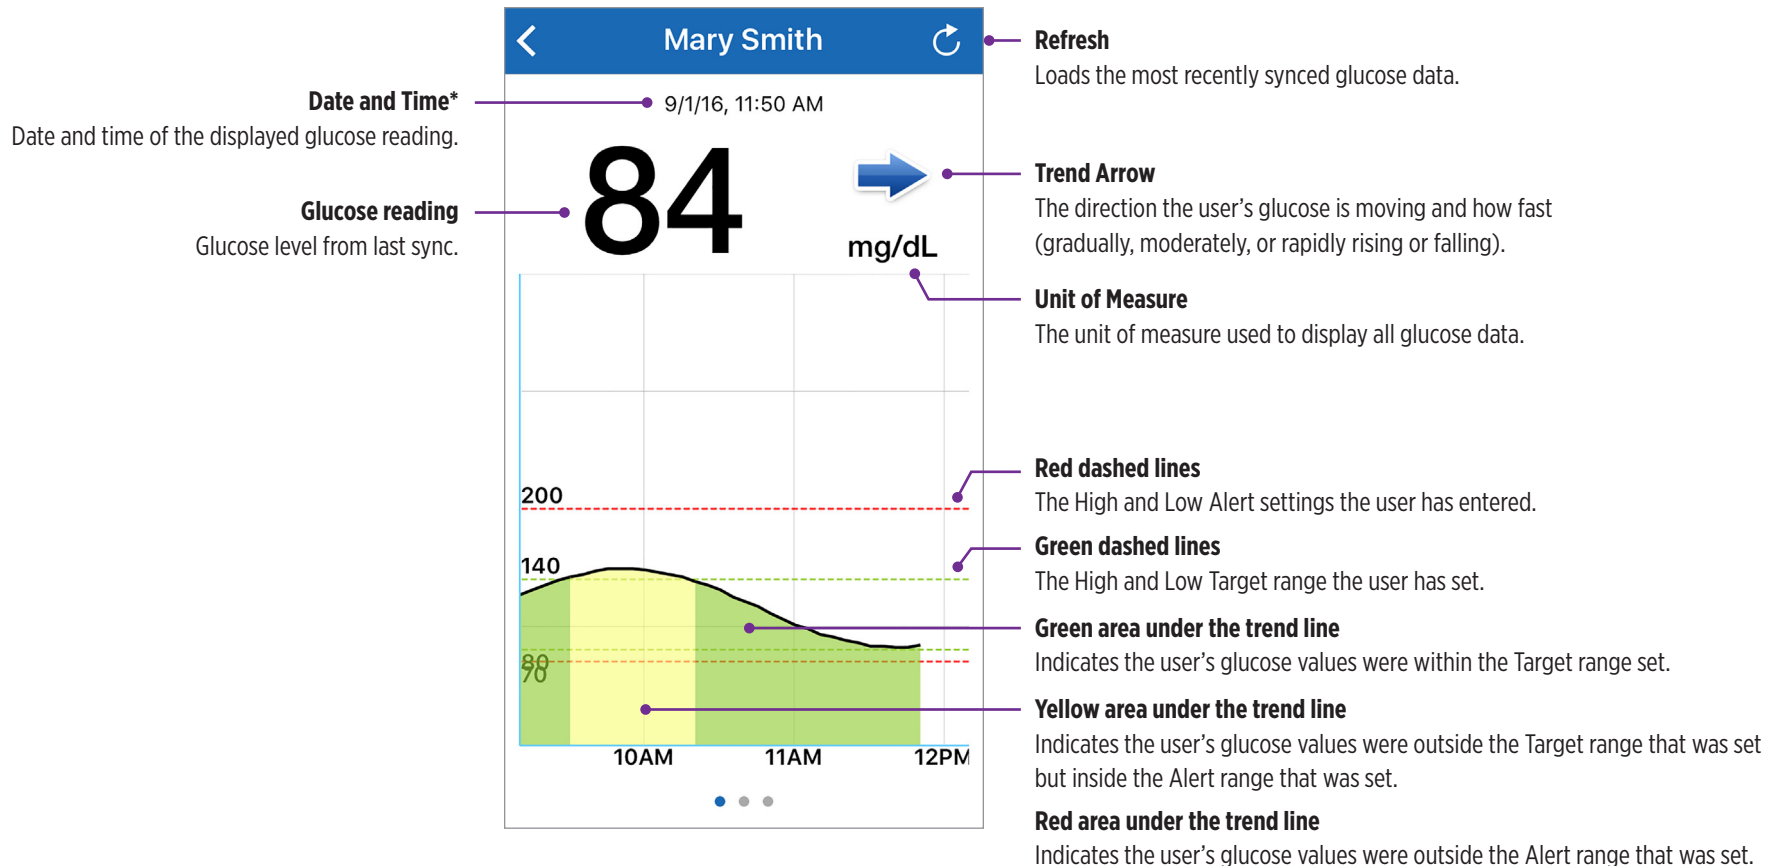 Mary Smith
Refresh
Loads the most recently synced glucose data.
Date and Time*
Date and time of the displayed glucose reading.
9/1/16, 11:50 AM
84
mg/dL
Trend Arrow
The direction the user's glucose is moving and how fast
(gradually, moderately, or rapidly rising or falling).
Glucose reading
Glucose level from last sync.
Unit of Measure
The unit of measure used to display all glucose data.
Red dashed lines
The High and Low Alert settings the user has entered.
200
Green dashed lines
The High and Low Target range the user has set.
140
Green area under the trend line
Indicates the user's glucose values were within the Target range set.
80
70
Yellow area under the trend line
Indicates the user's glucose values were outside the Target range that was set
but inside the Alert range that was set.
10AM
11AM
12PM
Red area under the trend line
Indicates the user's glucose values were outside the Alert range that was set.